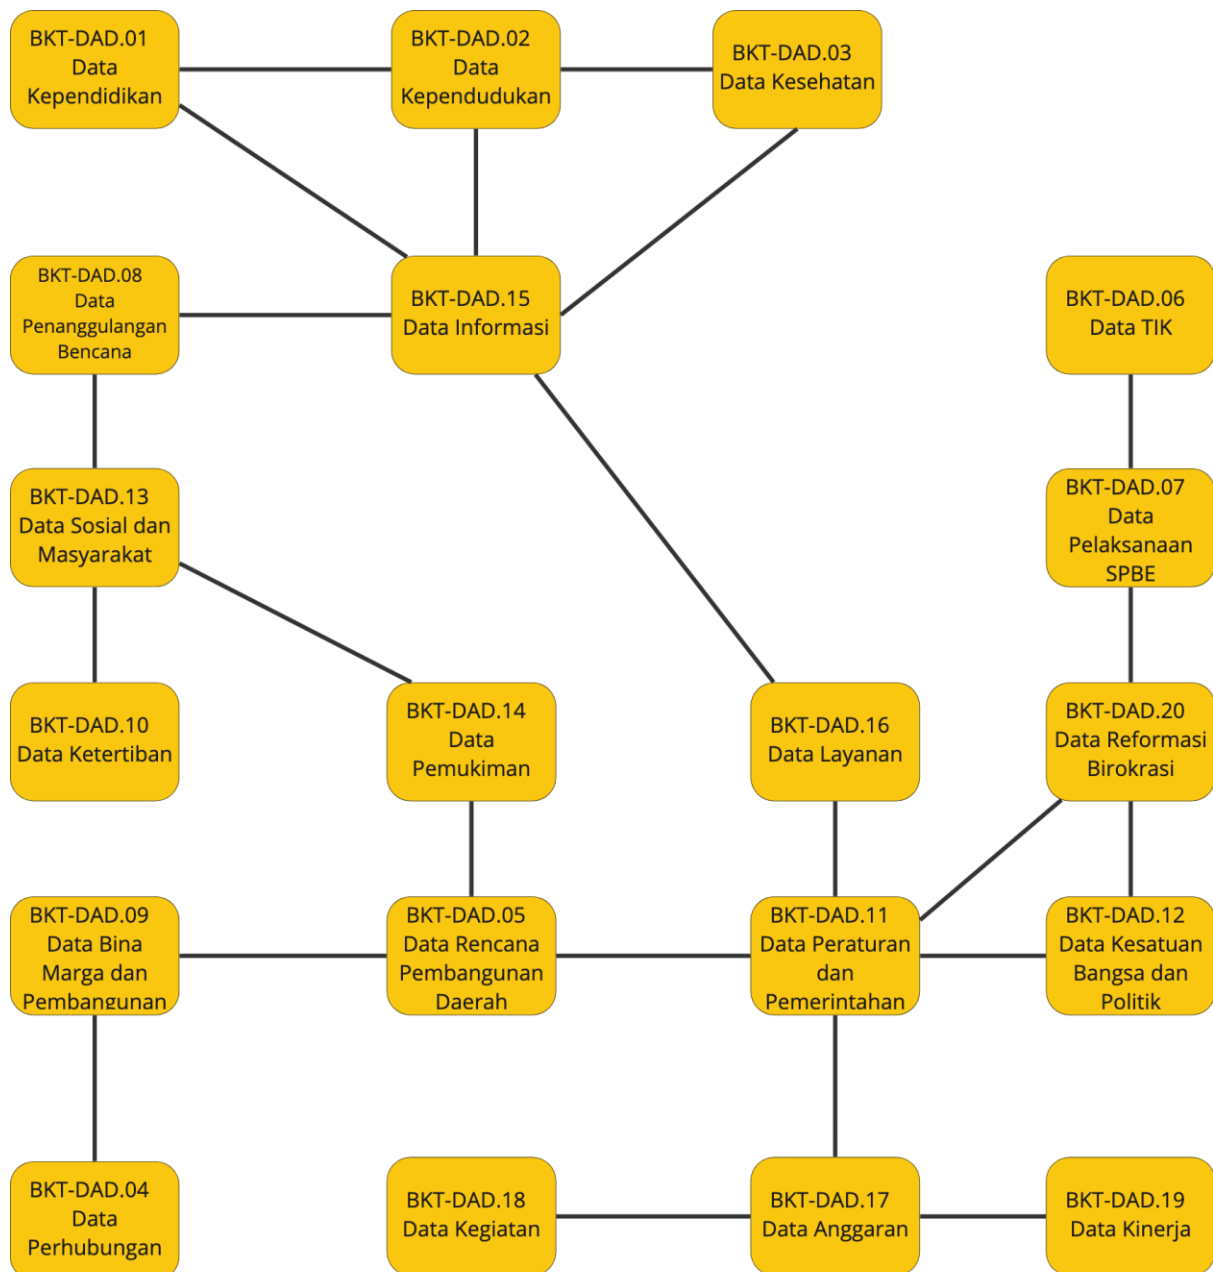 BKT-DAD.01
Data
Kependidikan
BKT-DAD.02
Data
Kependudukan
BKT-DAD.03
Data Kesehatan
BKT-DAD.08
Data
Penanggulangan
Bencana
BKT-DAD.15
Data Informasi
BKT-DAD.06
Data TIK
BKT-DAD.13
Data Sosial dan
Masyarakat
BKT-DAD.07
Data
Pelaksanaan
SPBE
BKT-DAD.10
Data Ketertiban
BKT-DAD.14
Data
Pemukiman
BKT-DAD.16
Data Layanan
BKT-DAD.20
Data Reformasi
Birokrasi
BKT-DAD.09
Data Bina
Marga dan
Pembangunan
BKT-DAD.05
Data Rencana
Pembangunan
Daerah
BKT-DAD.11
Data Peraturan
dan
Pemerintahan
BKT-DAD.12
Data Kesatuan
Bangsa dan
Politik
BKT-DAD.04
Data
Perhubungan
BKT-DAD.18
Data Kegiatan
BKT-DAD.17
Data Anggaran
BKT-DAD.19
Data Kinerja